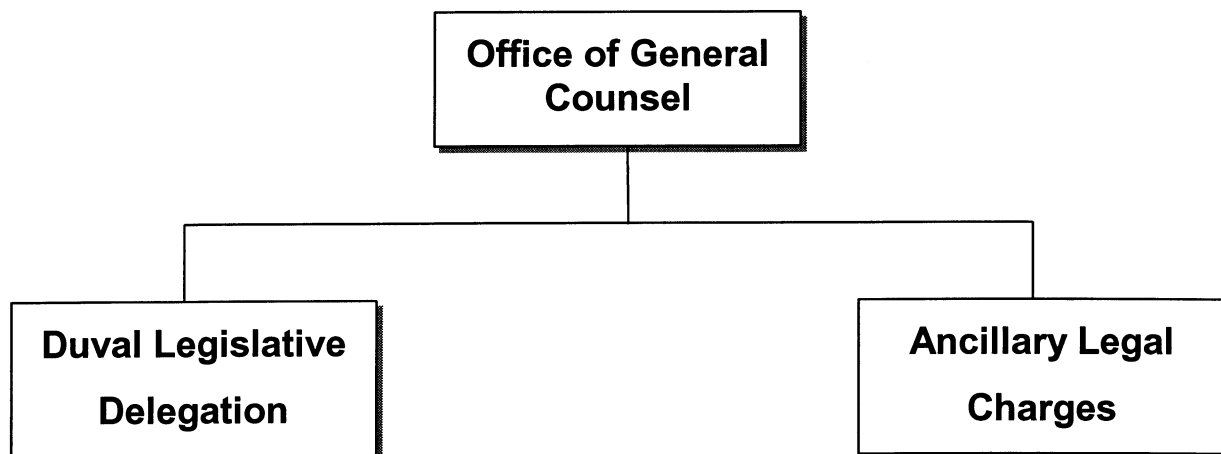 Office of General
Counsel
Duval Legislative
Delegation
Ancillary Legal
Charges